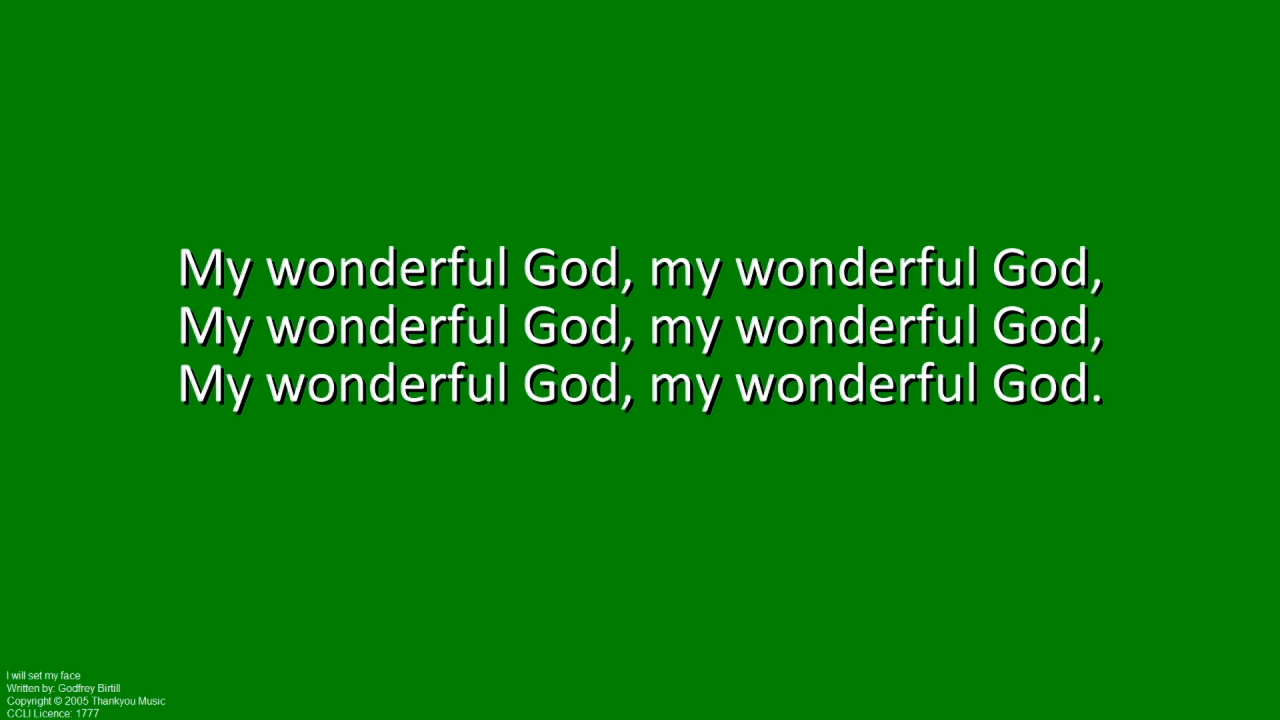 My wonderful God, my wonderful God,
My wonderful God, my wonderful God,
My wonderful God, my wonderful God.
I will set my face
Written by: Godfrey Birtill
Copyright © 2005 Thankyou Music
CCLI Licence: 1777